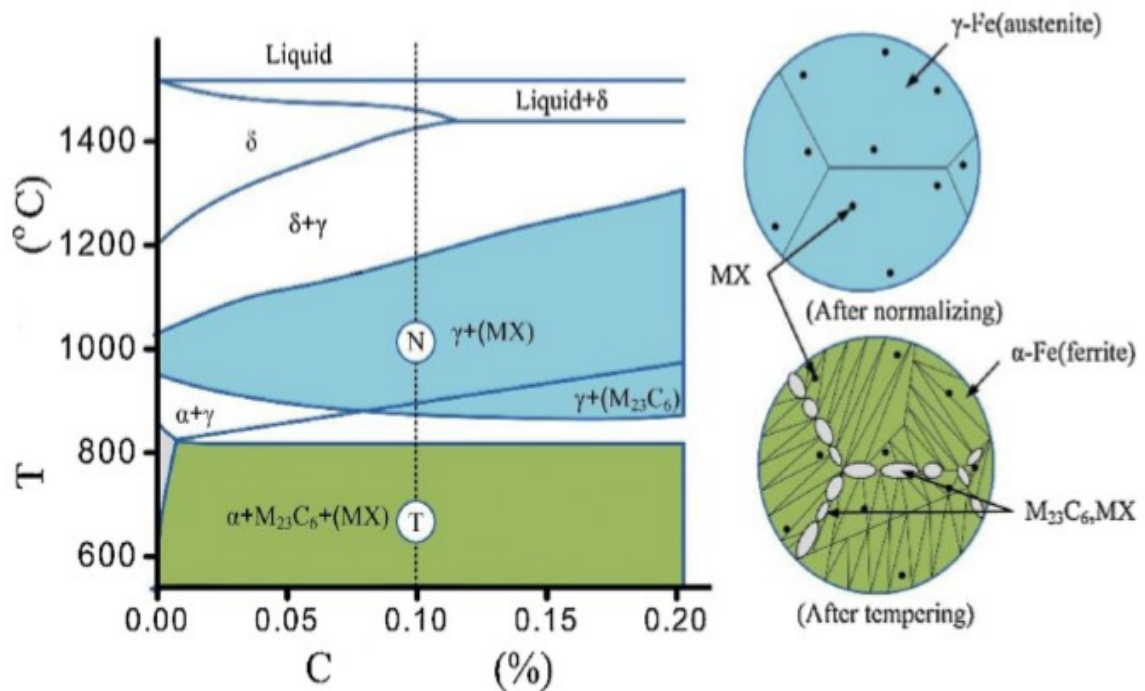 Liquid
Liquid+δ
δ
δ+γ
N
γ+(MX)
γ+(M₂₃C₆)
α+γ
α+M₂₃C₆+(MX)
T
1400
1200
1000
800
600
T (°C)
0.00 0.05 0.10 0.15 0.20
C (%)
γ-Fe(austenite)
MX
(After normalizing)
α-Fe(ferrite)
M₂₃C₆,MX
(After tempering)